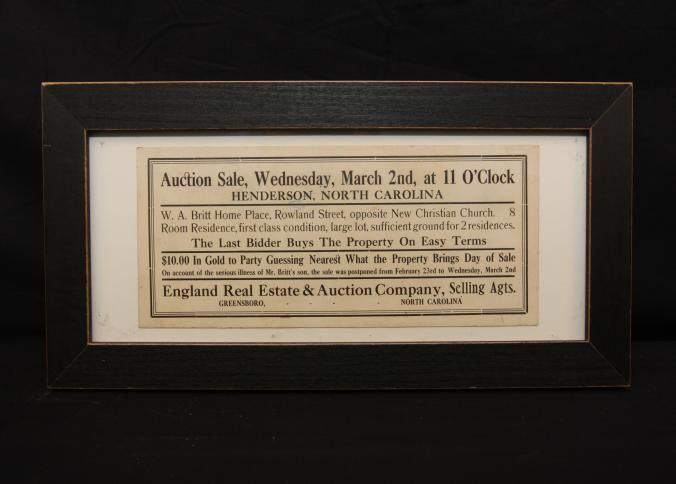 Auction Sale, Wednesday, March 2nd, at 11 O'Clock
HENDERSON, NORTH CAROLINA
W. A. Britt Home Place, Rowland Street, opposite New Christian Church. 8
Room Residence, first class condition, large lot, sufficient ground for 2 residences.
The Last Bidder Buys The Property On Easy Terms
$10.00 In Gold to Party Guessing Nearest What the Property Brings Day of Sale
On account of the serious illness of Mr. Britt's son, the sale was postponed from February 23rd to Wednesday, March 2nd
England Real Estate & Auction Company, Selling Agts.
GREENSBORO, - - - NORTH CAROLINA